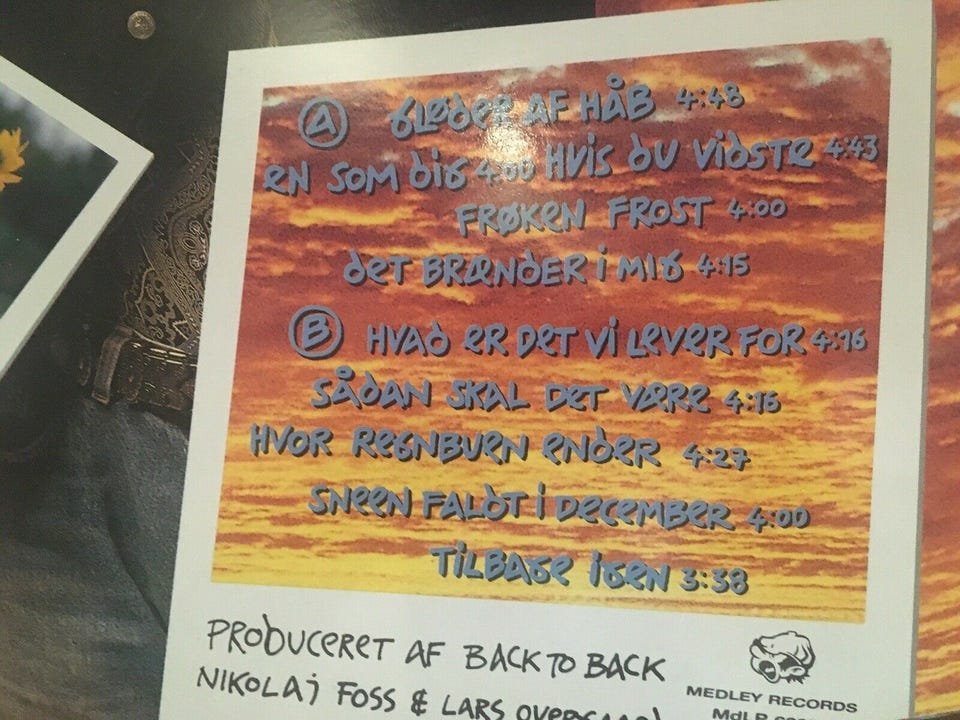 A GLØDER AF HÅB 4:48
EN SOM DIG 4:00 HVIS DU VIDSTE 4:43
FRØKEN FROST 4:00
DET BRÆNDER I MIG 4:15
B HVAD ER DET VI LEVER FOR 4:16
SÅDAN SKAL DET VÆRE 4:16
HVOR REGNBUEN ENDER 4:27
SNEEN FALDT I DECEMBER 4:00
TILBAGE IGEN 3:38
PRODUCERET AF BACK TO BACK
NIKOLAJ FOSS & LARS
MEDLEY RECORDS
MdLP